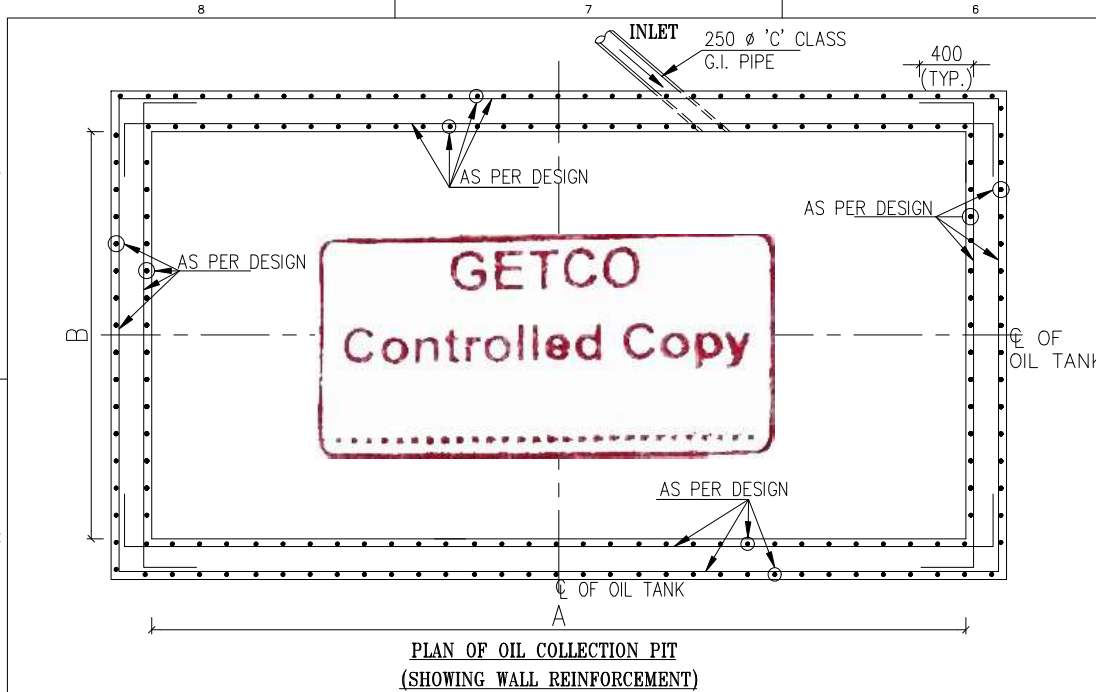 8 7 6
INLET
250 ø 'C' CLASS
G.I. PIPE
400
(TYP.)
AS PER DESIGN
AS PER DESIGN
AS PER DESIGN
GETCO
Controlled Copy
B
℄ OF
OIL TANK
AS PER DESIGN
℄ OF OIL TANK
A
PLAN OF OIL COLLECTION PIT
(SHOWING WALL REINFORCEMENT)